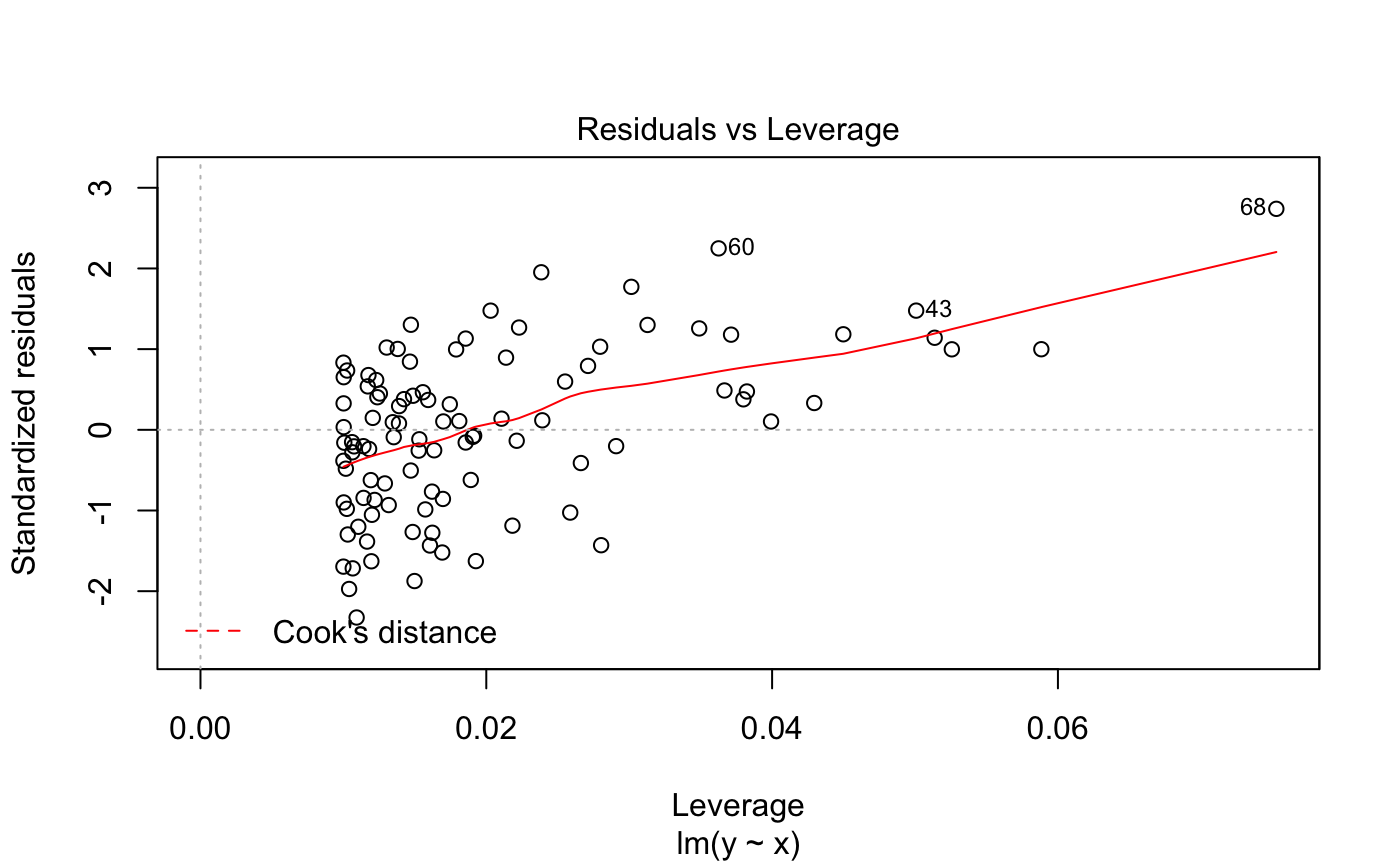 Residuals vs Leverage
Standardized residuals
3
2
1
0
-1
-2
68
60
43
Cook's distance
0.00 0.02 0.04 0.06
Leverage
lm(y ~ x)